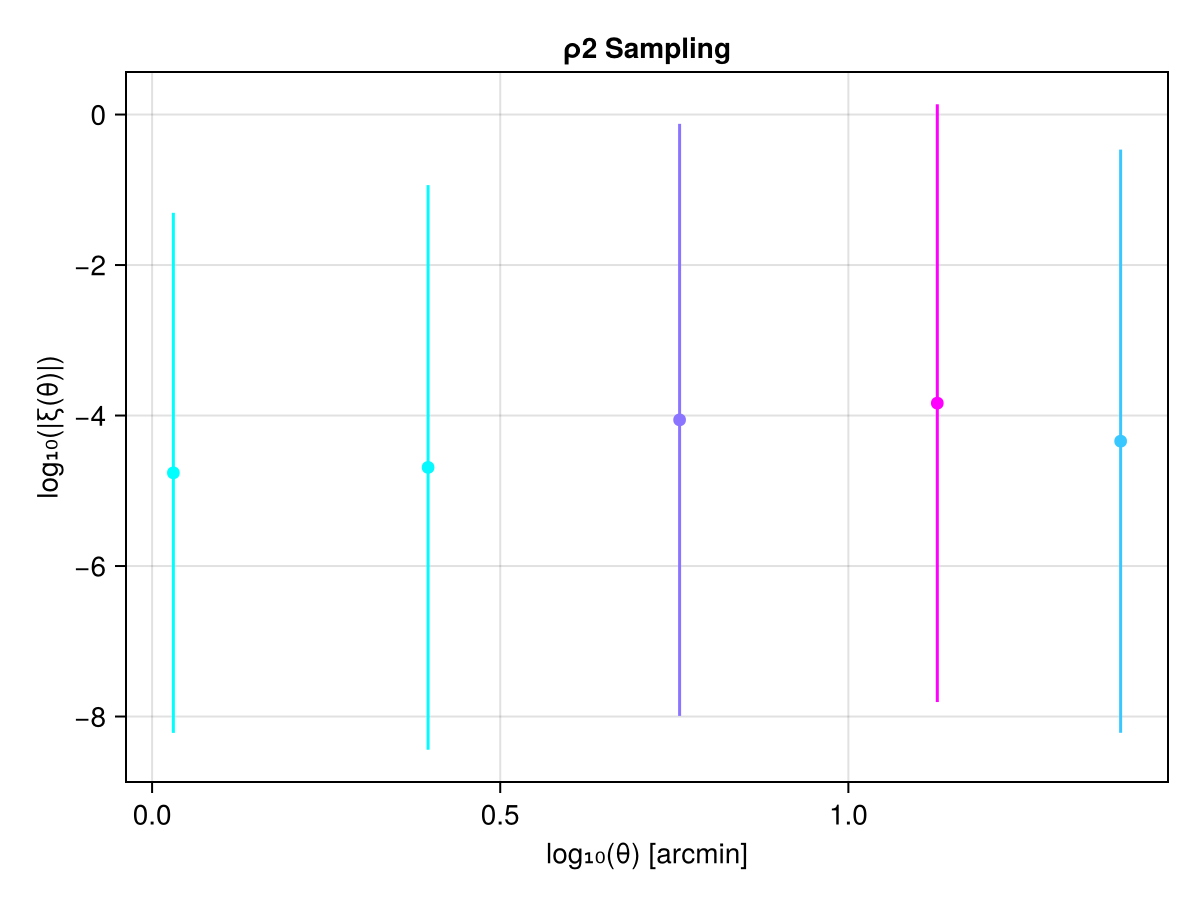 ρ2 Sampling
log₁₀(|ξ(θ)|)
0
−2
−4
−6
−8
0.0
0.5
1.0
log₁₀(θ) [arcmin]